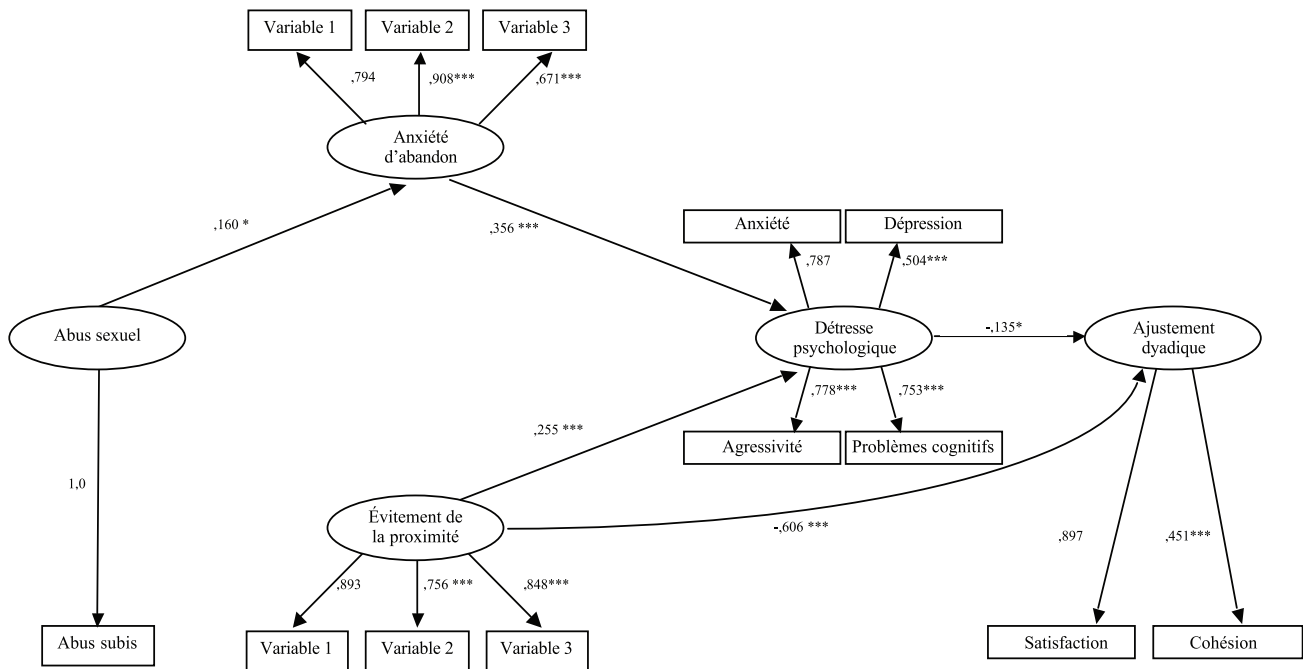 Variable 1
Variable 2
Variable 3
,794
,908***
,671***
Anxiété
d’abandon
,160 *
,356 ***
Anxiété
Dépression
,787
,504***
Abus sexuel
Détresse
psychologique
-,135*
Ajustement
dyadique
,778***
,753***
,255 ***
Agressivité
Problèmes cognitifs
1,0
Évitement de
la proximité
-,606 ***
,897
,451***
,893
,756 ***
,848***
Abus subis
Variable 1
Variable 2
Variable 3
Satisfaction
Cohésion